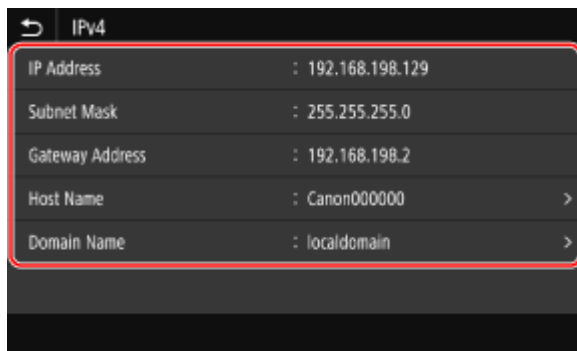 IPv4
IP Address : 192.168.198.129
Subnet Mask : 255.255.255.0
Gateway Address : 192.168.198.2
Host Name : Canon000000 >
Domain Name : localdomain >